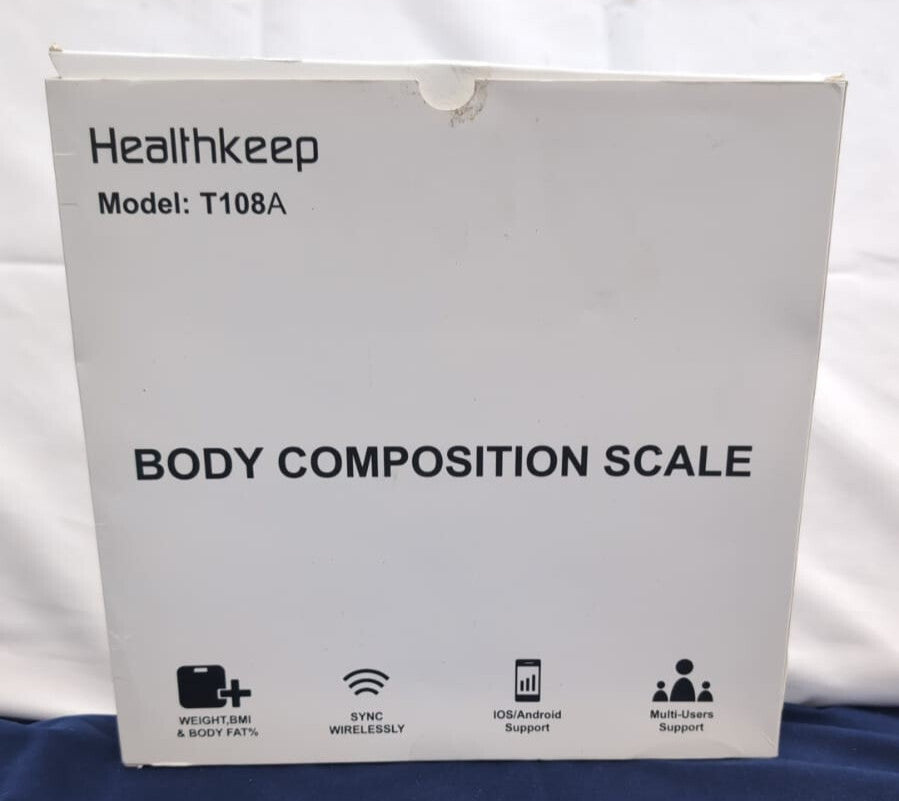 Healthkeep
Model: T108A
BODY COMPOSITION SCALE
WEIGHT,BMI
& BODY FAT%
SYNC
WIRELESSLY
IOS/Android
Support
Multi-Users
Support